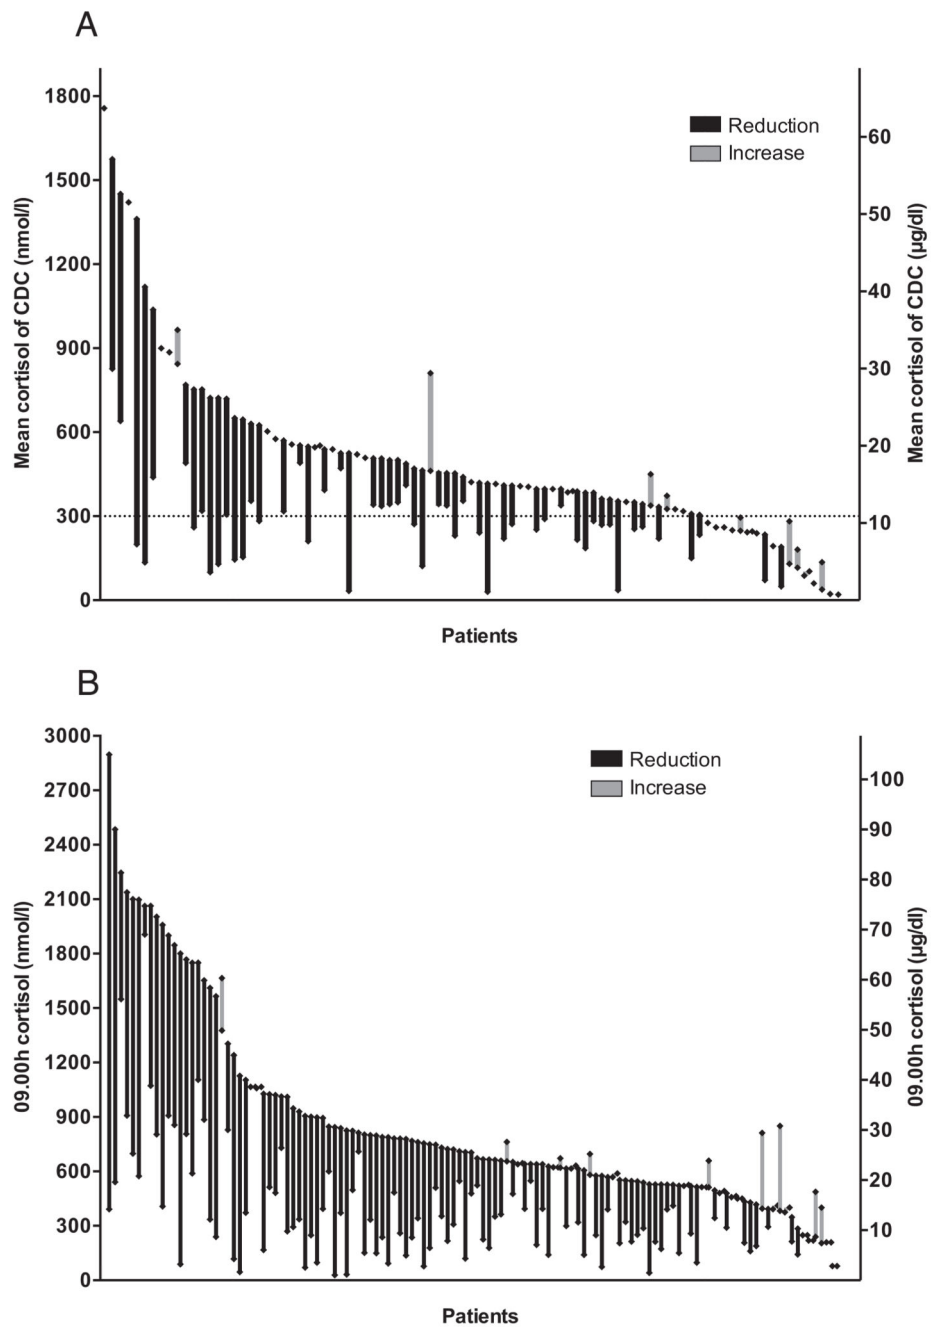 A
1800
1500
1200
900
600
300
0
Mean cortisol of CDC (nmol/l)
Reduction
Increase
60
50
40
30
20
10
Mean cortisol of CDC (µg/dl)
Patients
B
3000
2700
2400
2100
1800
1500
1200
900
600
300
0
09.00h cortisol (nmol/l)
Reduction
Increase
100
90
80
70
60
50
40
30
20
10
09.00h cortisol (µg/dl)
Patients